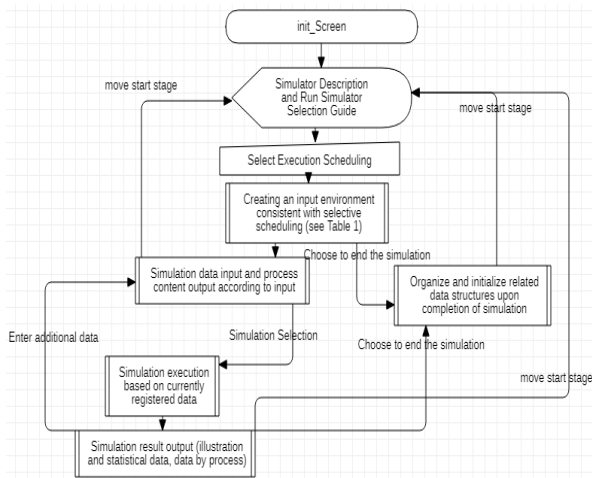 init_Screen
Simulator Description
and Run Simulator
Selection Guide
move start stage
move start stage
Select Execution Scheduling
Creating an input environment
consistent with selective
scheduling (see Table 1)
Choose to end the simulation
Simulation data input and process
content output according to input
Organize and initialize related
data structures upon
completion of simulation
Enter additional data
Simulation Selection
Choose to end the simulation
Simulation execution
based on currently
registered data
move start stage
Simulation result output (illustration
and statistical data, data by process)